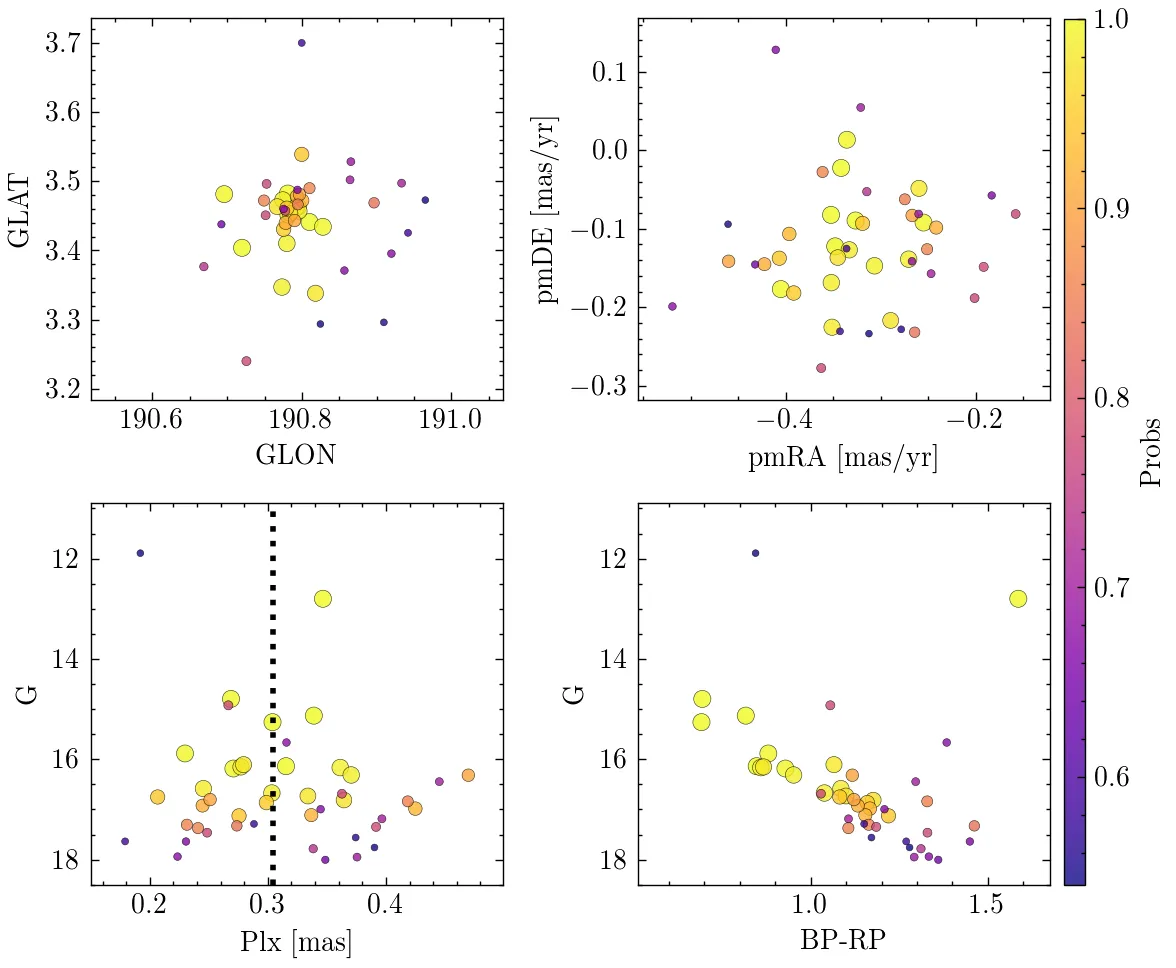 3.7
3.6
3.5
3.4
3.3
3.2
GLAT
190.6 190.8 191.0
GLON
0.1
0.0
−0.1
−0.2
−0.3
pmDE [mas/yr]
−0.4 −0.2
pmRA [mas/yr]
12
14
16
18
G
0.2 0.3 0.4
Plx [mas]
12
14
16
18
G
1.0 1.5
BP-RP
1.0
0.9
0.8
0.7
0.6
Probs